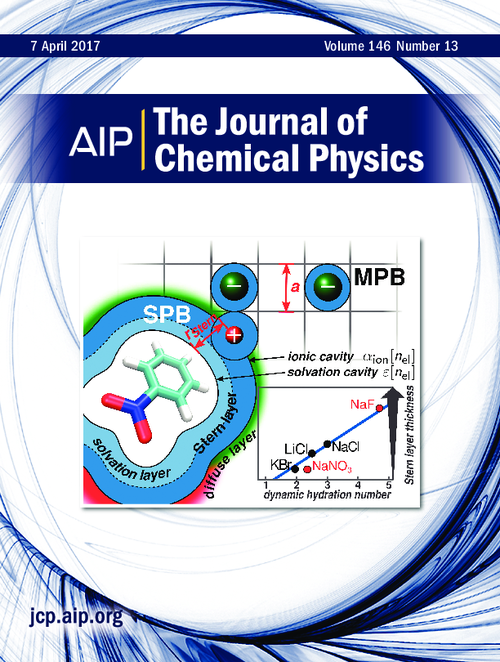 7 April 2017
Volume 146 Number 13
AIP
The Journal of
Chemical Physics
MPB
a
SPB
rStern
ionic cavity αion[nel]
solvation cavity ε[nel]
Stern layer
diffuse layer
solvation layer
NaF
NaCl
LiCl
KBr
NaNO3
Stern layer thickness
1 2 3 4 5
dynamic hydration number
jcp.aip.org